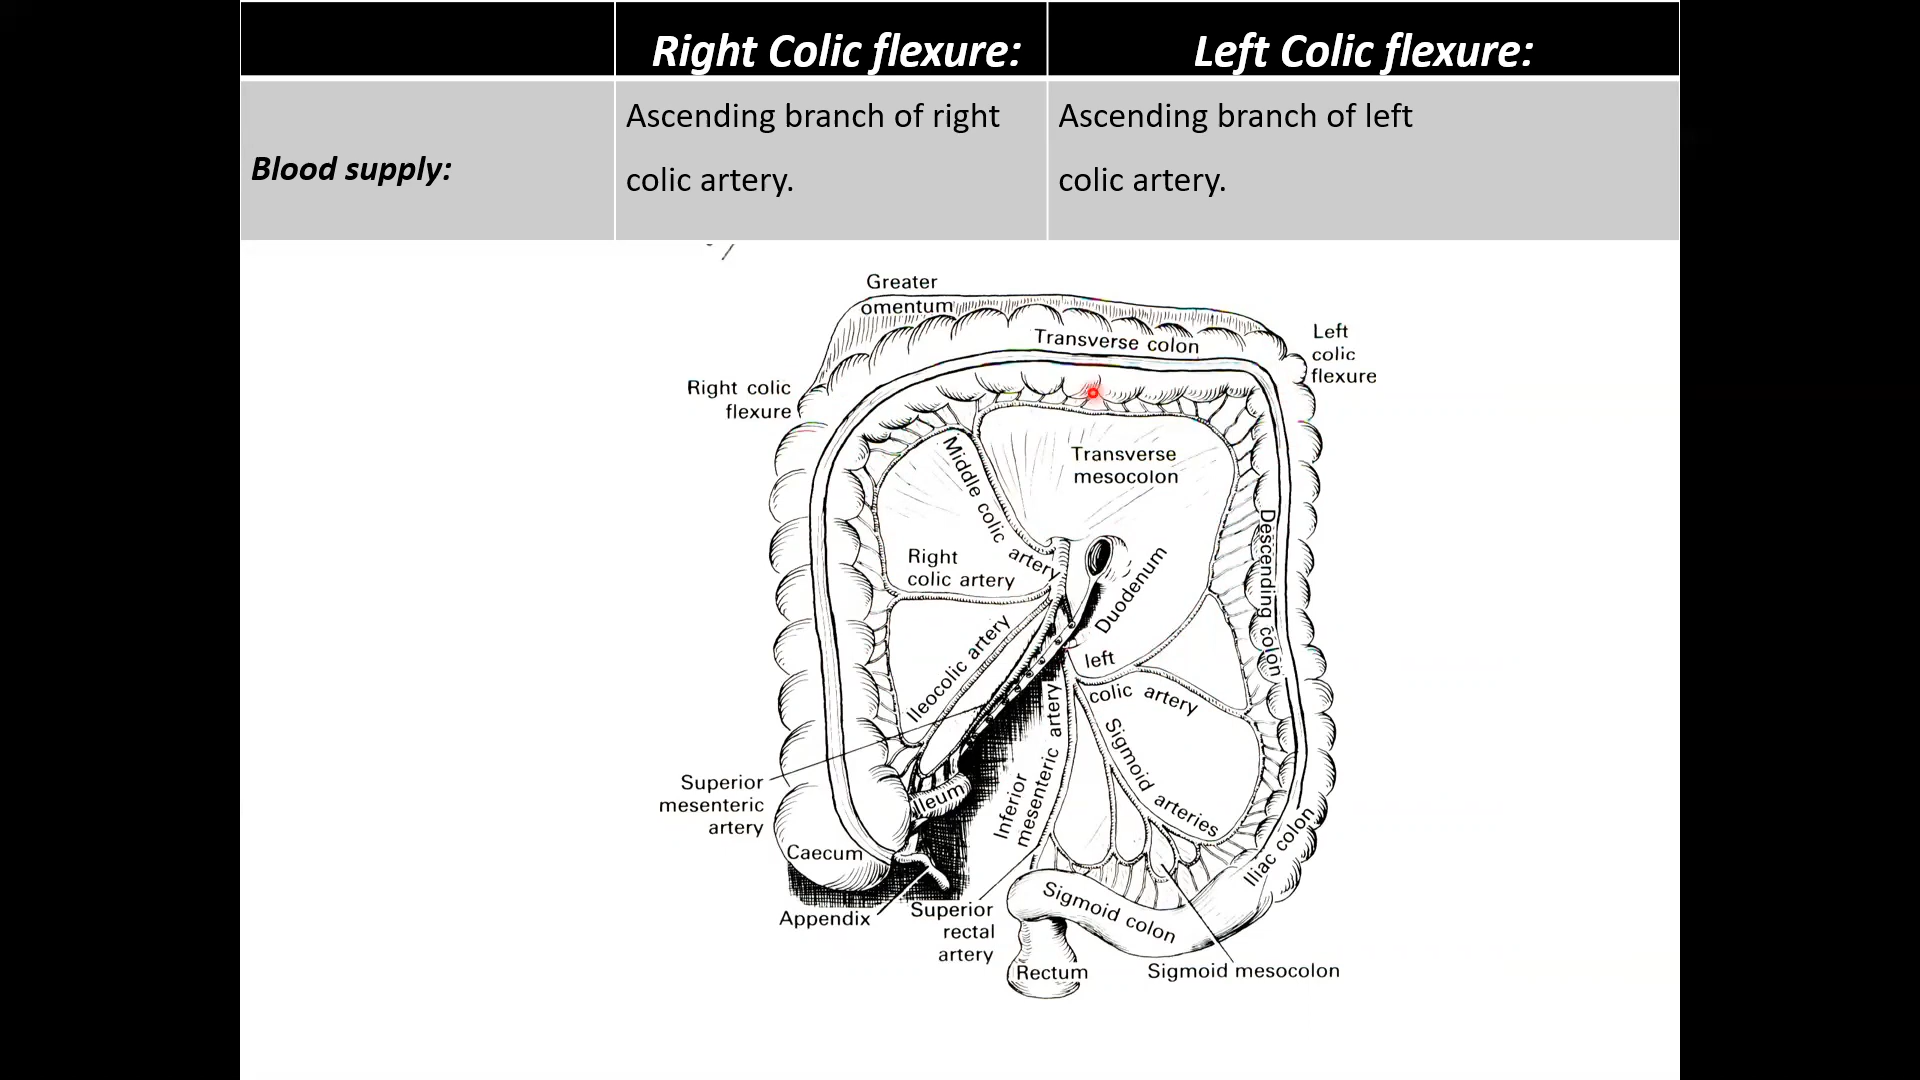 Right Colic flexure:
Left Colic flexure:
Blood supply:
Ascending branch of right
colic artery.
Ascending branch of left
colic artery.
Greater
omentum
Transverse colon
Left
colic
flexure
Right colic
flexure
Transverse
mesocolon
Middle colic artery
Right
colic artery
Duodenum
Descending colon
Ileocolic artery
left
colic artery
Sigmoid arteries
Inferior
mesenteric artery
Superior
mesenteric
artery
Ileum
Caecum
Iliac colon
Appendix
Superior
rectal
artery
Sigmoid colon
Rectum
Sigmoid mesocolon